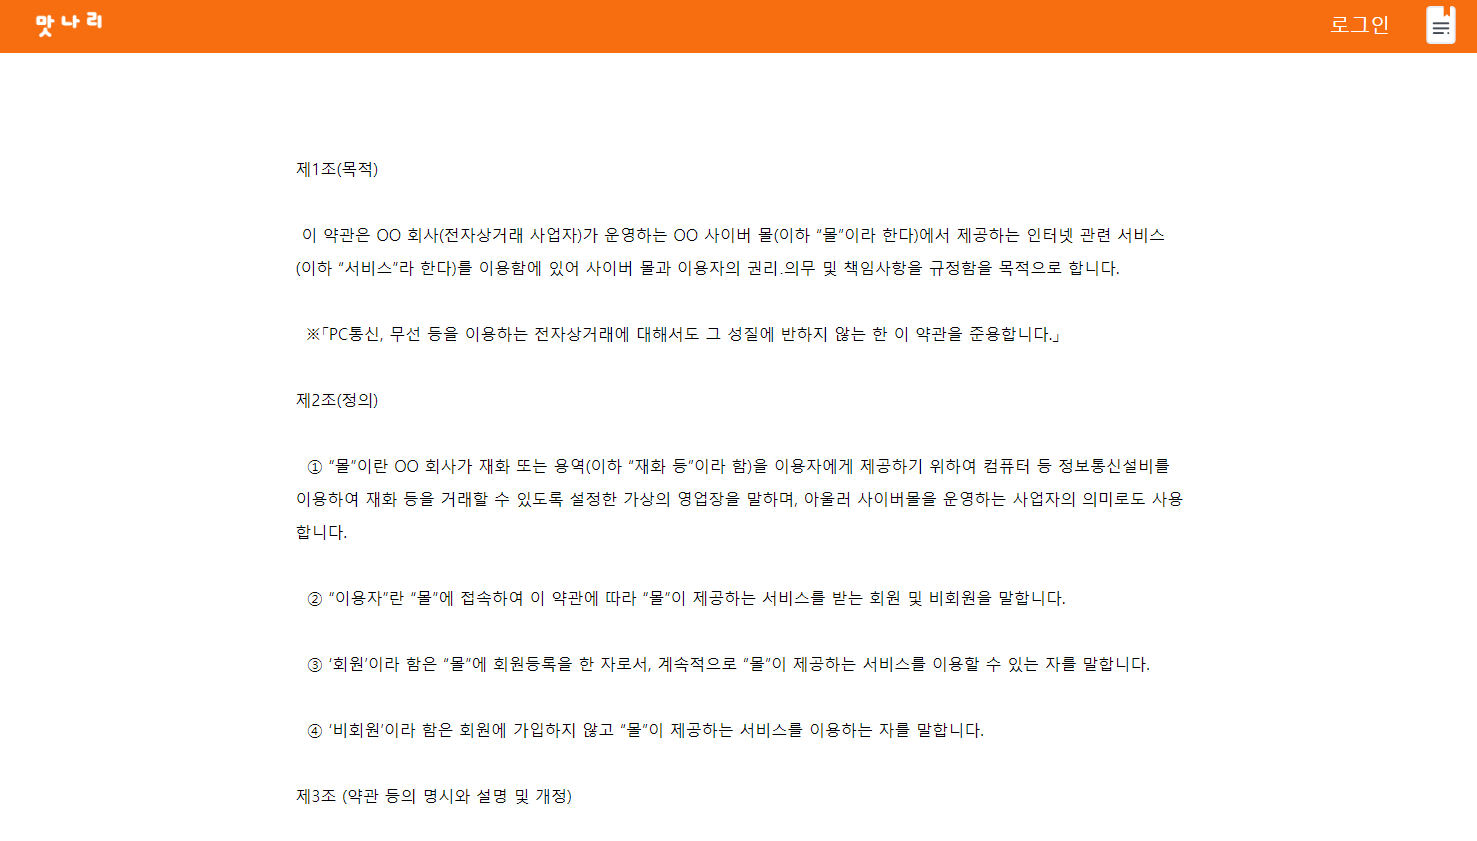 맛나리
로그인
제1조(목적)
이 약관은 OO 회사(전자상거래 사업자)가 운영하는 OO 사이버 몰(이하 “몰”이라 한다)에서 제공하는 인터넷 관련 서비스
(이하 “서비스”라 한다)를 이용함에 있어 사이버 몰과 이용자의 권리.의무 및 책임사항을 규정함을 목적으로 합니다.
※「PC통신, 무선 등을 이용하는 전자상거래에 대해서도 그 성질에 반하지 않는 한 이 약관을 준용합니다.」
제2조(정의)
① “몰”이란 OO 회사가 재화 또는 용역(이하 “재화 등”이라 함)을 이용자에게 제공하기 위하여 컴퓨터 등 정보통신설비를
이용하여 재화 등을 거래할 수 있도록 설정한 가상의 영업장을 말하며, 아울러 사이버몰을 운영하는 사업자의 의미로도 사용
합니다.
② “이용자”란 “몰”에 접속하여 이 약관에 따라 “몰”이 제공하는 서비스를 받는 회원 및 비회원을 말합니다.
③ ‘회원’이라 함은 “몰”에 회원등록을 한 자로서, 계속적으로 “몰”이 제공하는 서비스를 이용할 수 있는 자를 말합니다.
④ ‘비회원’이라 함은 회원에 가입하지 않고 “몰”이 제공하는 서비스를 이용하는 자를 말합니다.
제3조 (약관 등의 명시와 설명 및 개정)